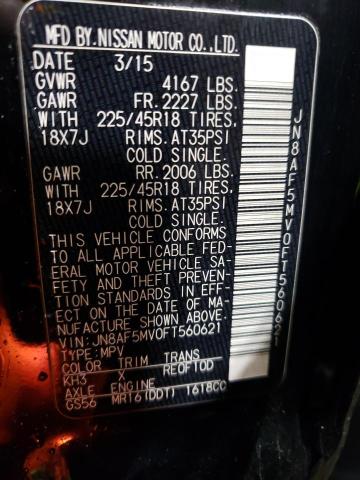 MFD BY.NISSAN MOTOR CO.,LTD.
DATE 3/15
GVWR 4167 LBS.
GAWR FR. 2227 LBS.
WITH 225/45R18 TIRES.
18X7J RIMS. AT35PSI
COLD SINGLE.
GAWR RR. 2006 LBS.
WITH 225/45R18 TIRES.
18X7J RIMS. AT35PSI
COLD SINGLE.
THIS VEHICLE CONFORMS
TO ALL APPLICABLE FED-
ERAL MOTOR VEHICLE SA-
FETY AND THEFT PREVEN-
TION STANDARDS IN EFF-
ECT ON THE DATE OF MA-
NUFACTURE SHOWN ABOVE.
VIN: JN8AF5MV0FT560621
TYPE: MPV
COLOR TRIM TRANS
KH3 X RE0F10D
AXLE ENGINE
GS56 MR16(DDT) 1618CC
JN8AF5MV0FT560621